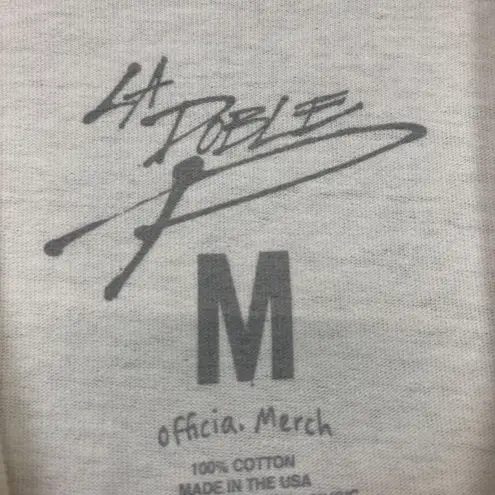 LA
DOBLE
M
officia. Merch
100% COTTON
MADE IN THE USA